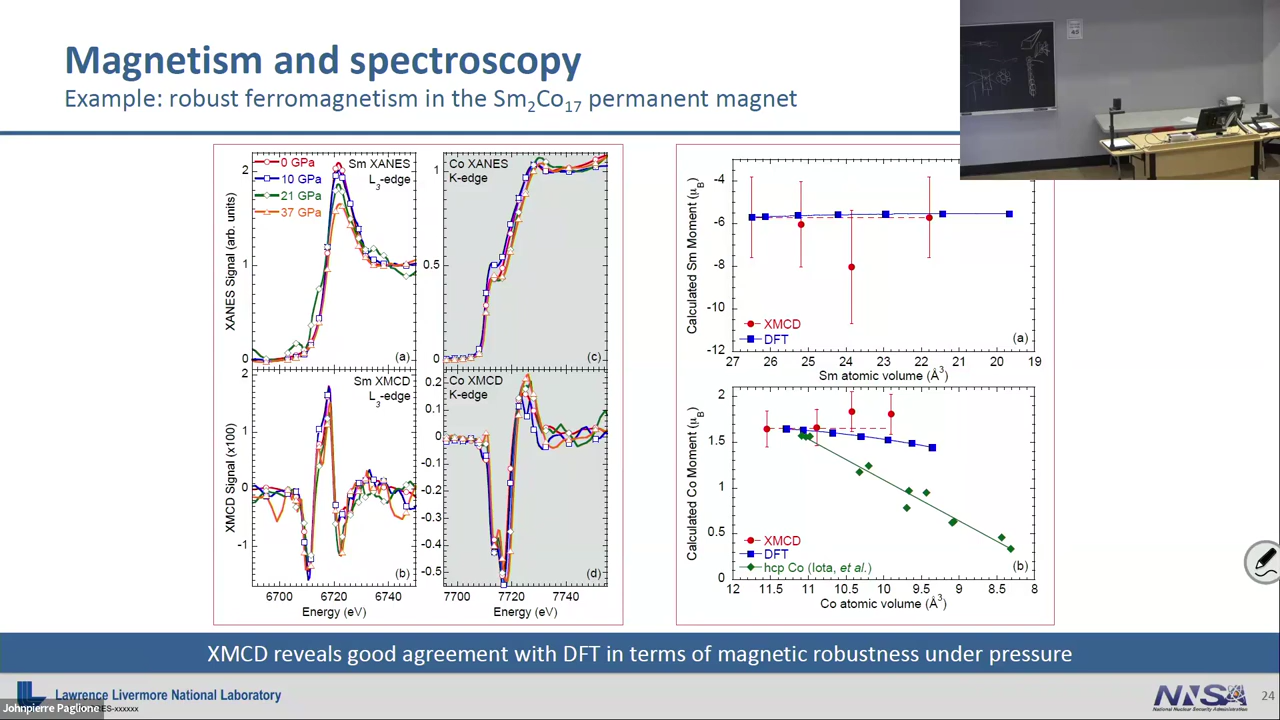 Magnetism and spectroscopy
Example: robust ferromagnetism in the Sm2Co17 permanent magnet
0 GPa
10 GPa
21 GPa
37 GPa
Sm XANES
L3-edge
XANES Signal (arb. units)
2
1
0
(a)
Co XANES
K-edge
1
0.5
0
(c)
Sm XMCD
L3-edge
XMCD Signal (x100)
2
1
0
-1
(b)
6700 6720 6740
Energy (eV)
Co XMCD
K-edge
0.2
0.1
0
-0.1
-0.2
-0.3
-0.4
-0.5
(d)
7700 7720 7740
Energy (eV)
Calculated Sm Moment (μB)
-4
-6
-8
-10
-12
XMCD
DFT
(a)
27 26 25 24 23 22 21 20 19
Sm atomic volume (Å3)
Calculated Co Moment (μB)
2
1.5
1
0.5
0
XMCD
DFT
hcp Co (Iota, et al.)
(b)
12 11.5 11 10.5 10 9.5 9 8.5 8
Co atomic volume (Å3)
XMCD reveals good agreement with DFT in terms of magnetic robustness under pressure
Lawrence Livermore National Laboratory
Johnpierre Paglione
NNSA
National Nuclear Security Administration
24